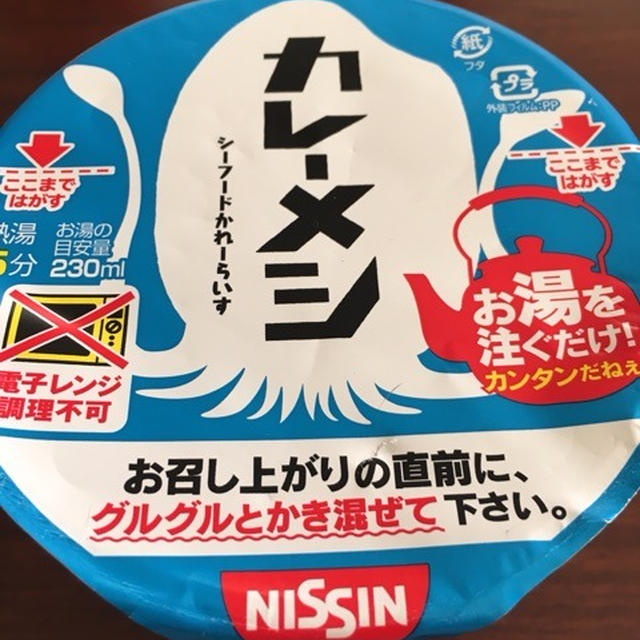 カレーメシ
シーフードかれーらいす
紙
フタ
プラ
外装フィルム:PP
ここまで
はがす
ここまで
はがす
熱湯
5分
お湯の
目安量
230ml
電子レンジ
調理不可
お湯を
注ぐだけ!
カンタンだねぇ
お召し上がりの直前に、
グルグルとかき混ぜて下さい。
NISSIN